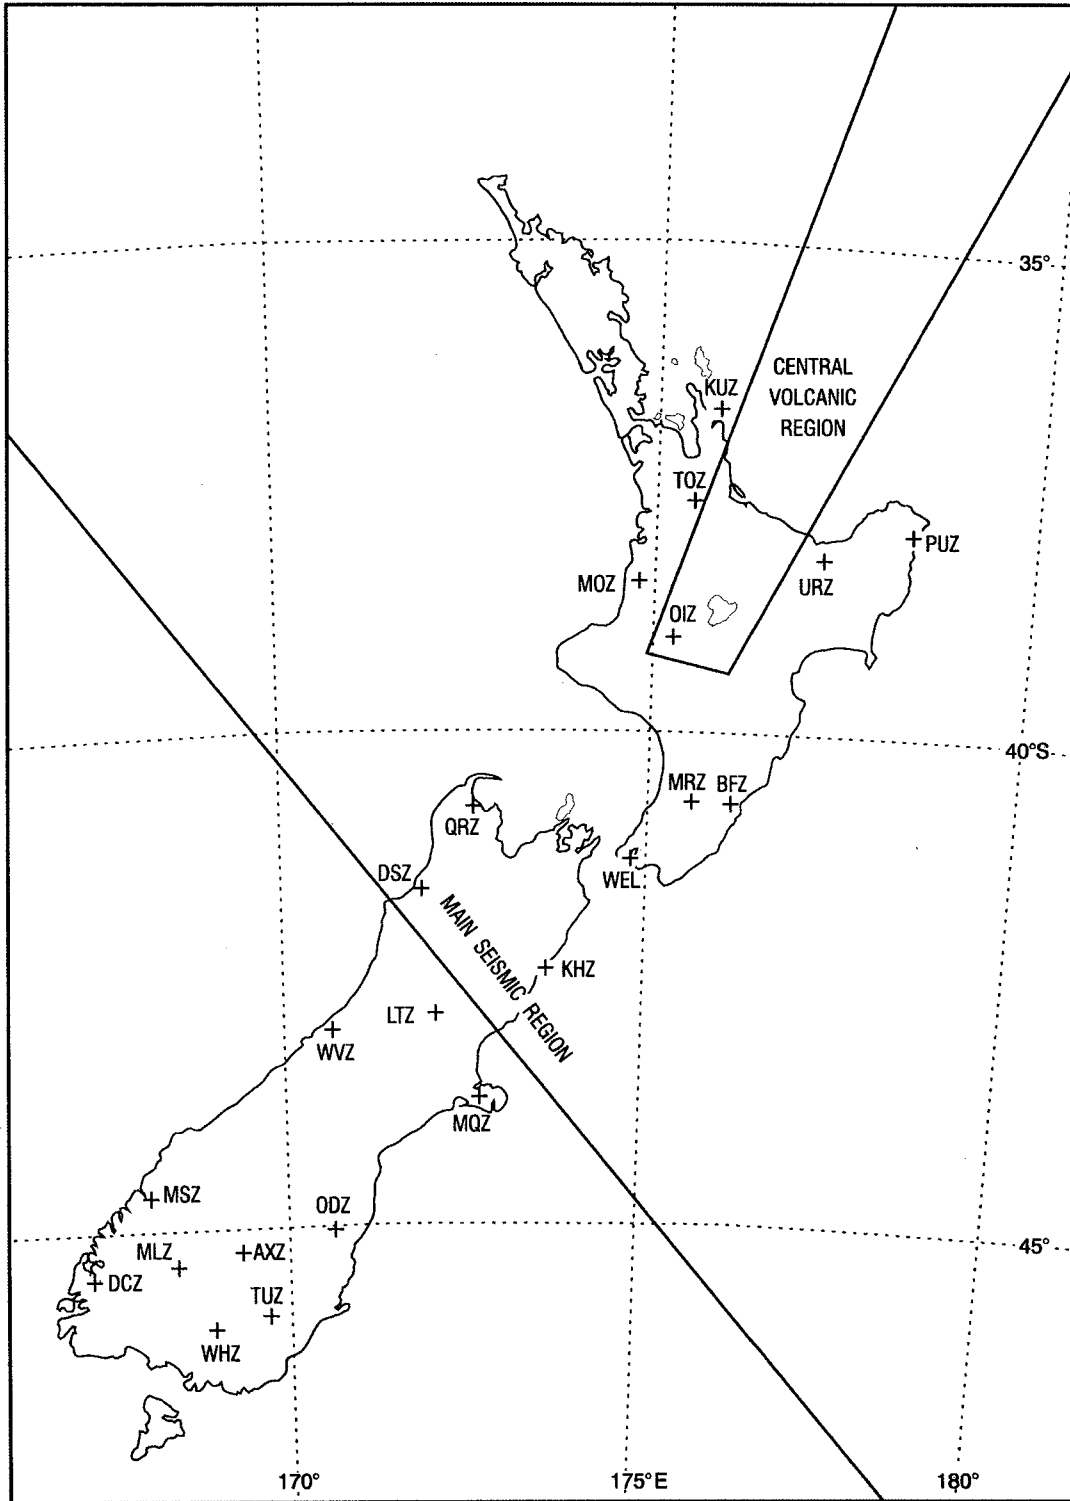 35°
CENTRAL
VOLCANIC
REGION
KUZ
TOZ
PUZ
MOZ
URZ
OIZ
40°S
MRZ
BFZ
QRZ
WEL
DSZ
MAIN SEISMIC REGION
KHZ
LTZ
WVZ
MQZ
MSZ
ODZ
MLZ
AXZ
45°
DCZ
TUZ
WHZ
170°
175°E
180°